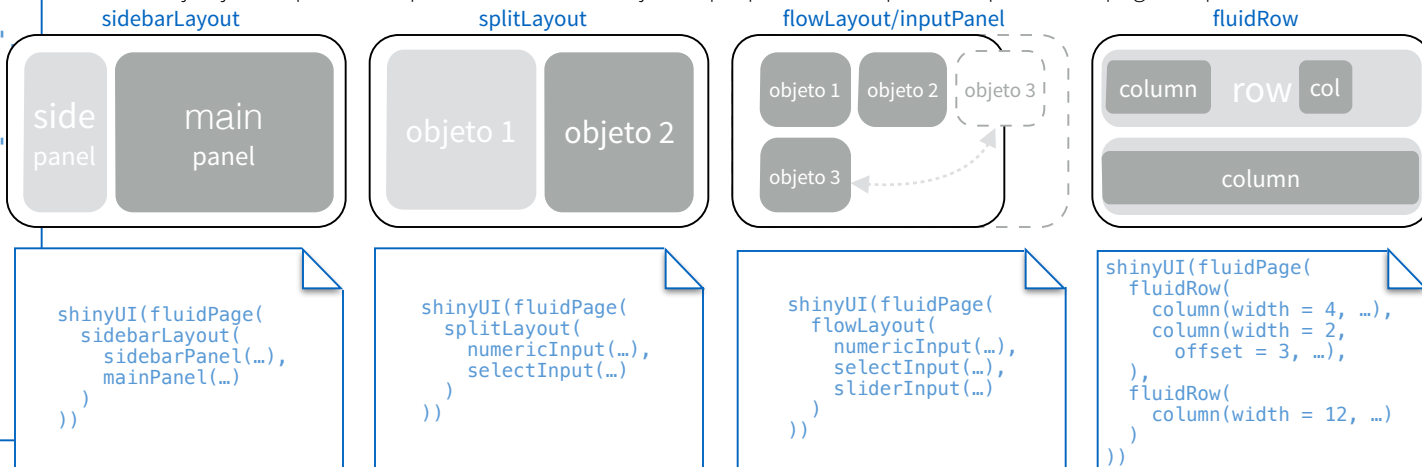 sidebarLayout
side
panel
main
panel
shinyUI(fluidPage(
sidebarLayout(
sidebarPanel(…),
mainPanel(…)
)
))
splitLayout
objeto 1
objeto 2
shinyUI(fluidPage(
splitLayout(
numericInput(…),
selectInput(…)
)
))
flowLayout/inputPanel
objeto 1
objeto 2
objeto 3
objeto 3
shinyUI(fluidPage(
flowLayout(
numericInput(…),
selectInput(…),
sliderInput(…)
)
))
fluidRow
column
row
col
column
shinyUI(fluidPage(
fluidRow(
column(width = 4, …),
column(width = 2,
offset = 3, …),
),
fluidRow(
column(width = 12, …)
)
))